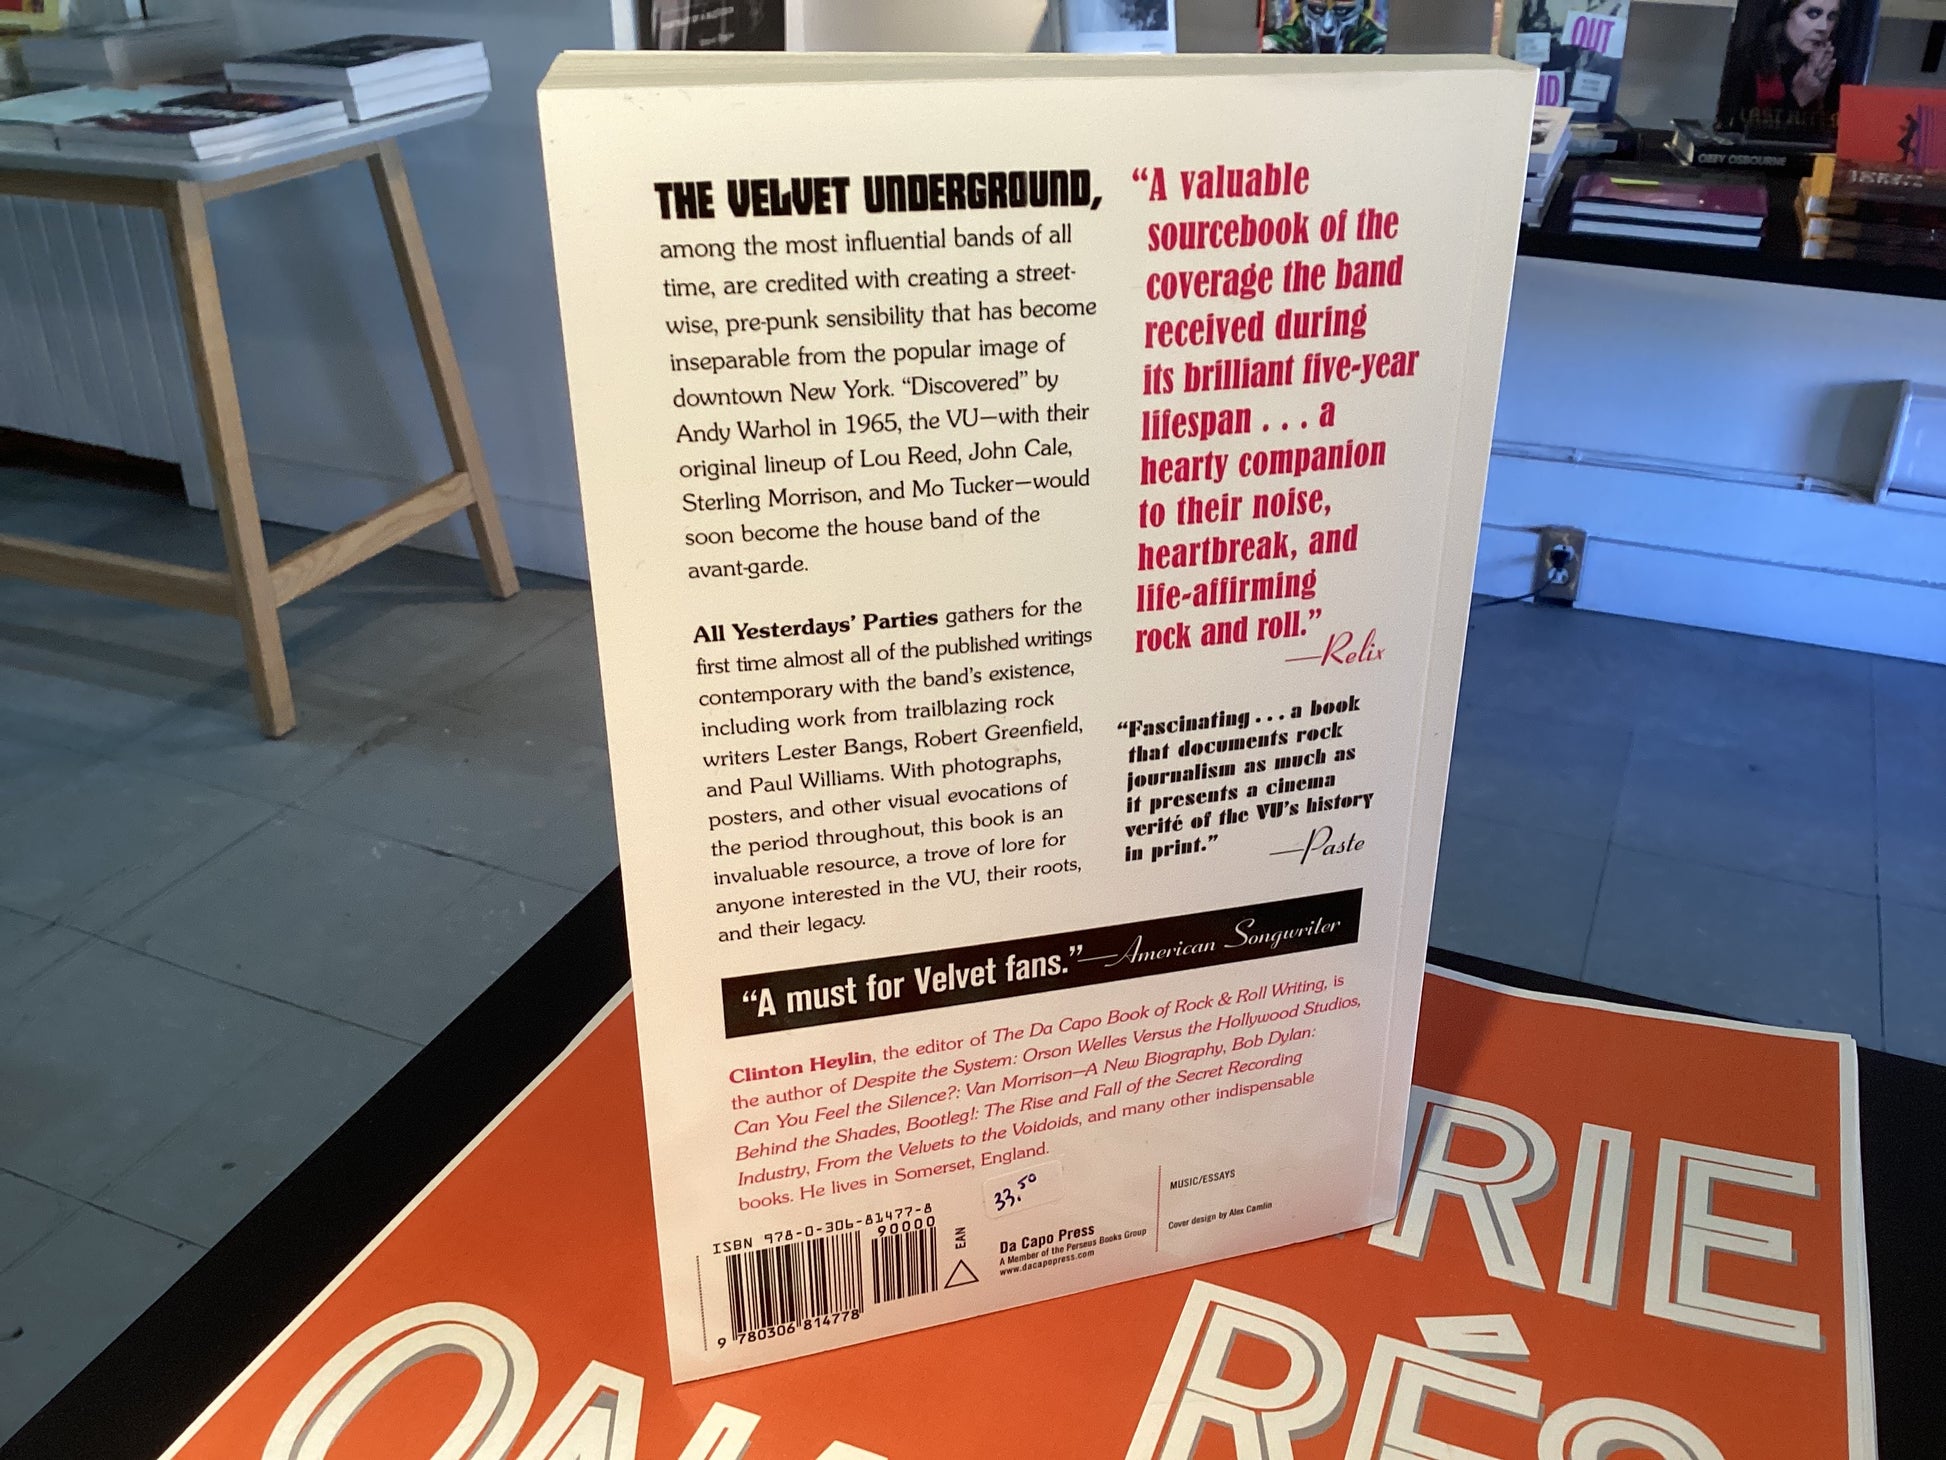 THE VELVET UNDERGROUND,
among the most influential bands of all
time, are credited with creating a street-
wise, pre-punk sensibility that has become
inseparable from the popular image of
downtown New York. “Discovered” by
Andy Warhol in 1965, the VU—with their
original lineup of Lou Reed, John Cale,
Sterling Morrison, and Mo Tucker—would
soon become the house band of the
avant-garde.
All Yesterdays’ Parties gathers for the
first time almost all of the published writings
contemporary with the band’s existence,
including work from trailblazing rock
writers Lester Bangs, Robert Greenfield,
and Paul Williams. With photographs,
posters, and other visual evocations of
the period throughout, this book is an
invaluable resource, a trove of lore for
anyone interested in the VU, their roots,
and their legacy.
“A valuable
sourcebook of the
coverage the band
received during
its brilliant five-year
lifespan . . . a
hearty companion
to their noise,
heartbreak, and
life-affirming
rock and roll.”
—Relix
“Fascinating . . . a book
that documents rock
journalism as much as
it presents a cinema
verité of the VU’s history
in print.” —Paste
“A must for Velvet fans.”—American Songwriter
Clinton Heylin, the editor of The Da Capo Book of Rock & Roll Writing, is
the author of Despite the System: Orson Welles Versus the Hollywood Studios,
Can You Feel the Silence?: Van Morrison—A New Biography, Bob Dylan:
Behind the Shades, Bootleg!: The Rise and Fall of the Secret Recording
Industry, From the Velvets to the Voidoids, and many other indispensable
books. He lives in Somerset, England.
33.50
ISBN 978-0-306-81477-8
90000
9 780306 814778
EAN
Da Capo Press
A Member of the Perseus Books Group
www.dacapopress.com
MUSIC/ESSAYS
Cover design by Alex Camlin
RIE
RÉS
OUT
OZZY OSBOURNE
LAST RITES